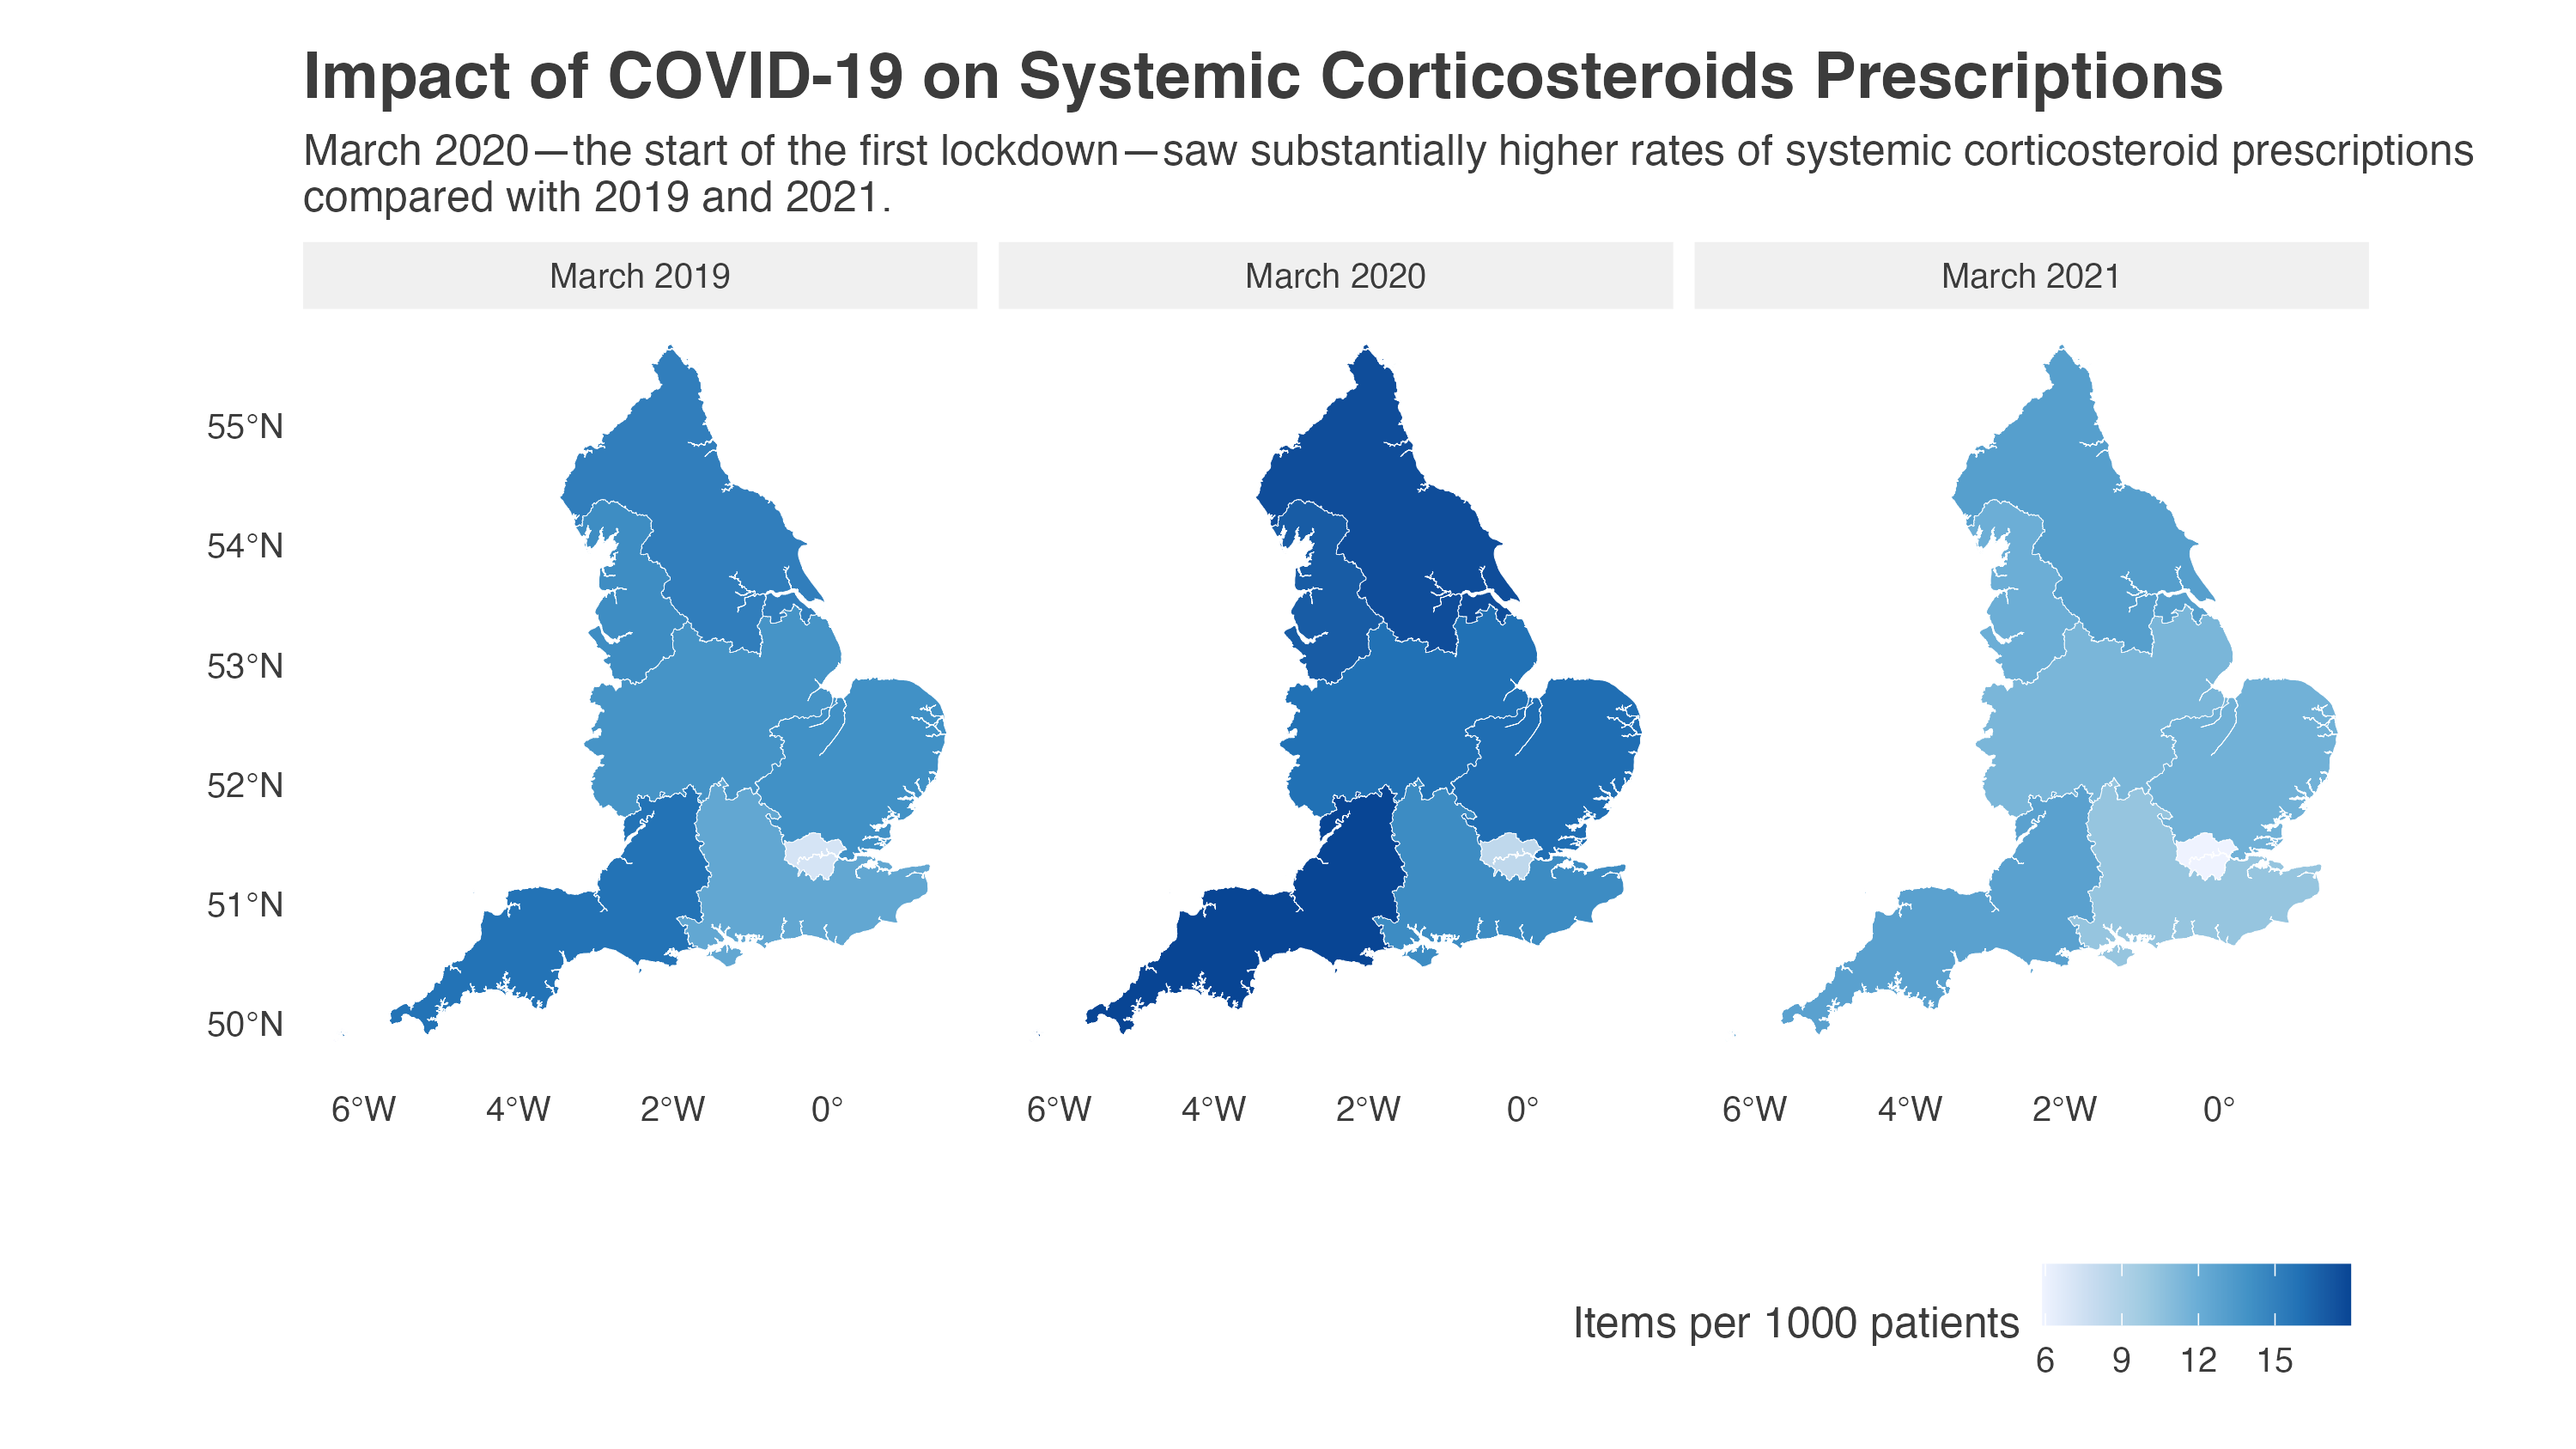 Impact of COVID-19 on Systemic Corticosteroids Prescriptions
March 2020—the start of the first lockdown—saw substantially higher rates of systemic corticosteroid prescriptions
compared with 2019 and 2021.
March 2019
March 2020
March 2021
55°N
54°N
53°N
52°N
51°N
50°N
6°W 4°W 2°W 0°
6°W 4°W 2°W 0°
6°W 4°W 2°W 0°
Items per 1000 patients
6 9 12 15